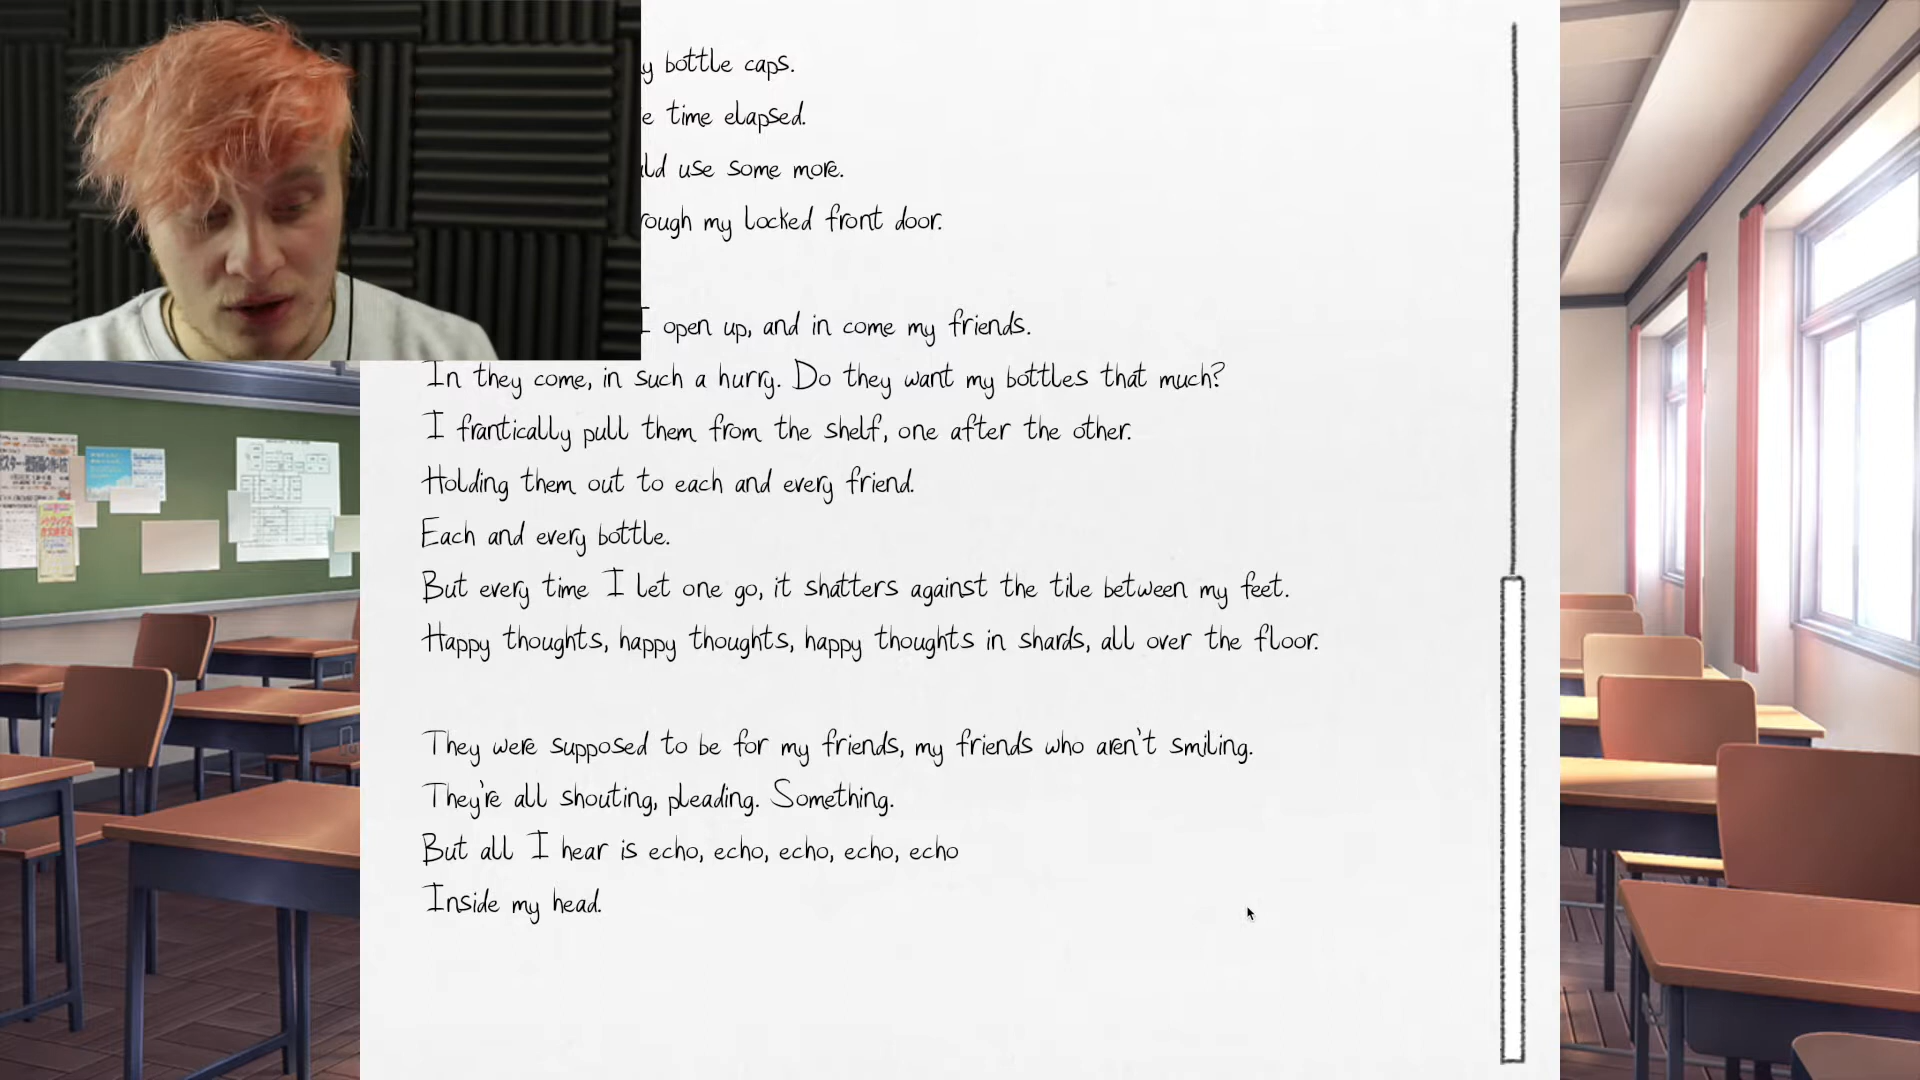 bottle caps.
time elapsed.
use some more.
my locked front door.
I open up, and in come my friends.
In they come, in such a hurry. Do they want my bottles that much?
I frantically pull them from the shelf, one after the other.
Holding them out to each and every friend.
Each and every bottle.
But every time I let one go, it shatters against the tile between my feet.
Happy thoughts, happy thoughts, happy thoughts in shards, all over the floor.
They were supposed to be for my friends, my friends who aren't smiling.
They're all shouting, pleading. Something.
But all I hear is echo, echo, echo, echo, echo
Inside my head.